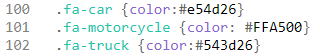 100 .fa-car {color:#e54d26}
101 .fa-motorcycle {color: #FFA500}
102 .fa-truck {color:#543d26}